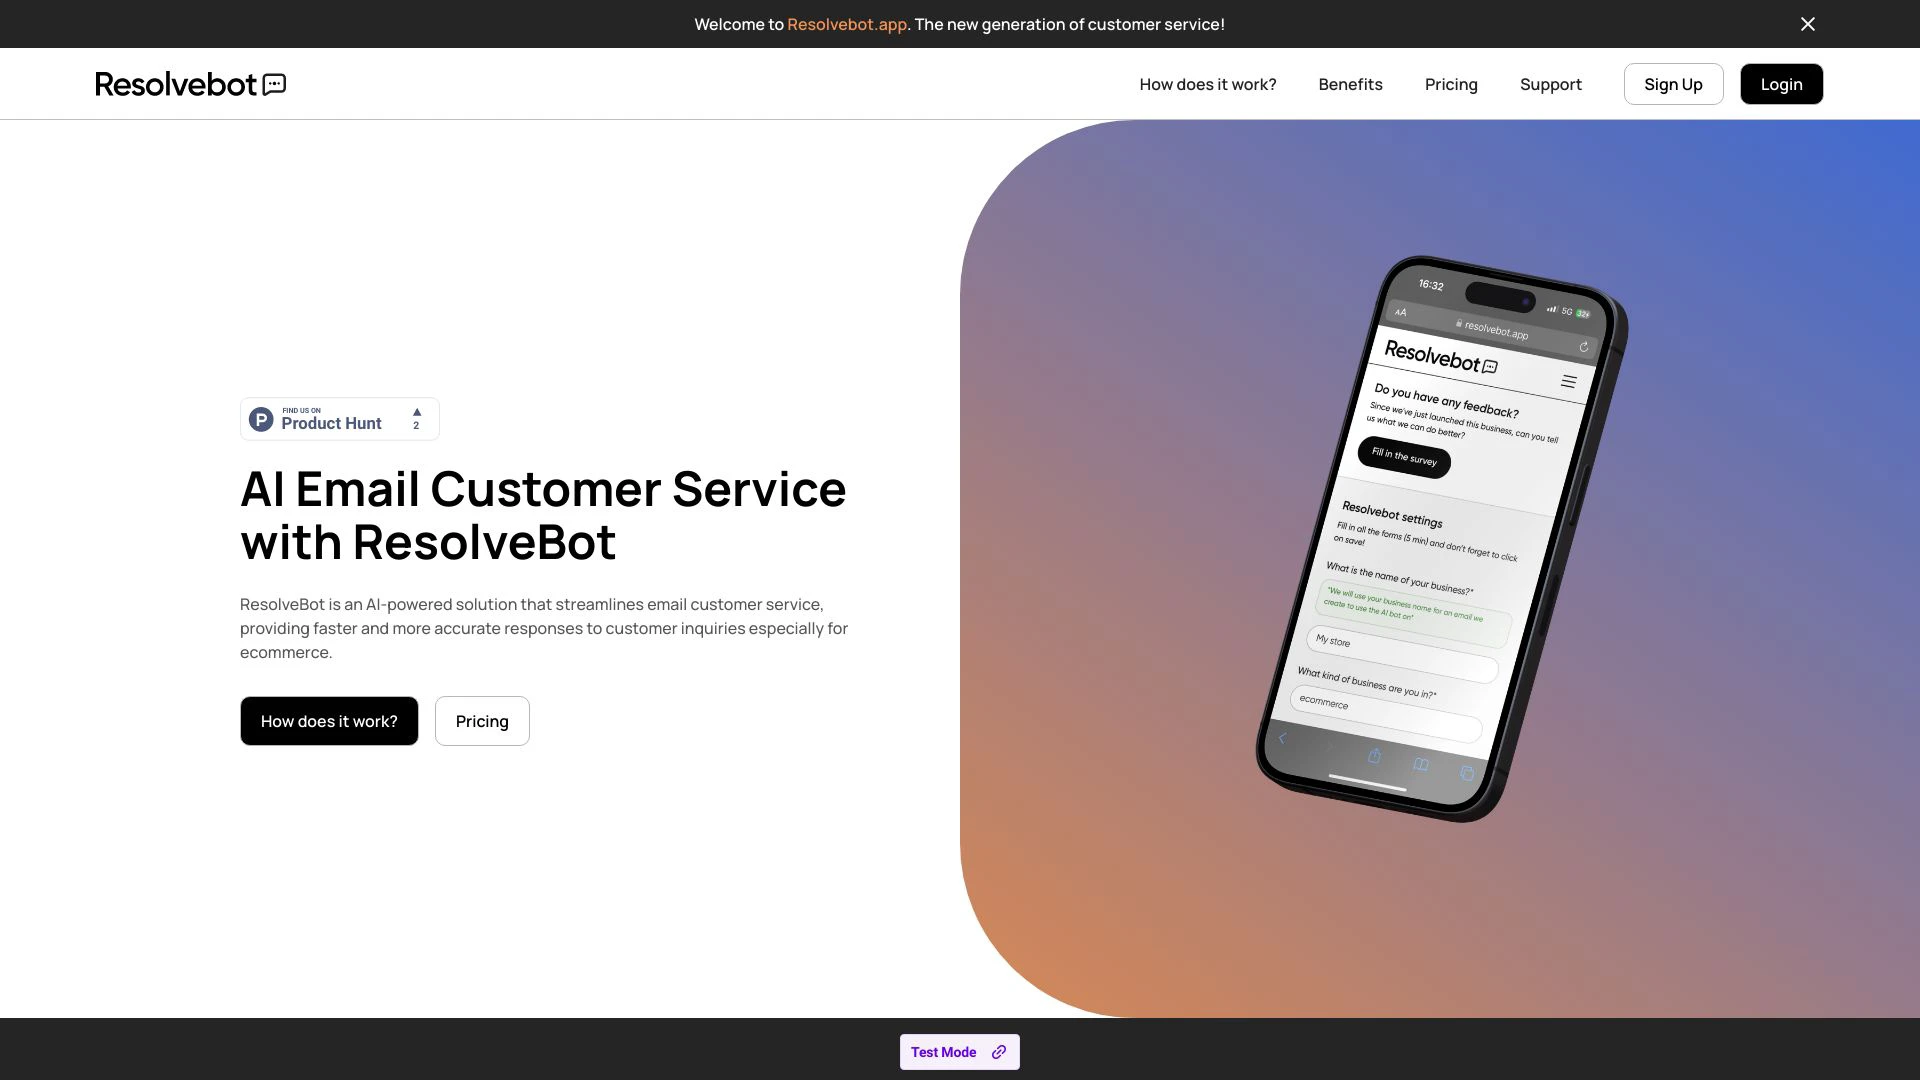 Welcome to Resolvebot.app. The new generation of customer service!
Resolvebot
How does it work?
Benefits
Pricing
Support
Sign Up
Login
FIND US ON
Product Hunt
2
AI Email Customer Service
with ResolveBot
ResolveBot is an AI-powered solution that streamlines email customer service,
providing faster and more accurate responses to customer inquiries especially for
ecommerce.
How does it work?
Pricing
16:32
5G
32+
AA
resolvebot.app
Resolvebot
Do you have any feedback?
Since we've just launched this business, can you tell
us what we can do better?
Fill in the survey
Resolvebot settings
Fill in all the forms (5 min) and don't forget to click
on save!
What is the name of your business?*
"We will use your business name for an email we
create to use the AI bot on"
My store
What kind of business are you in?*
ecommerce
Test Mode